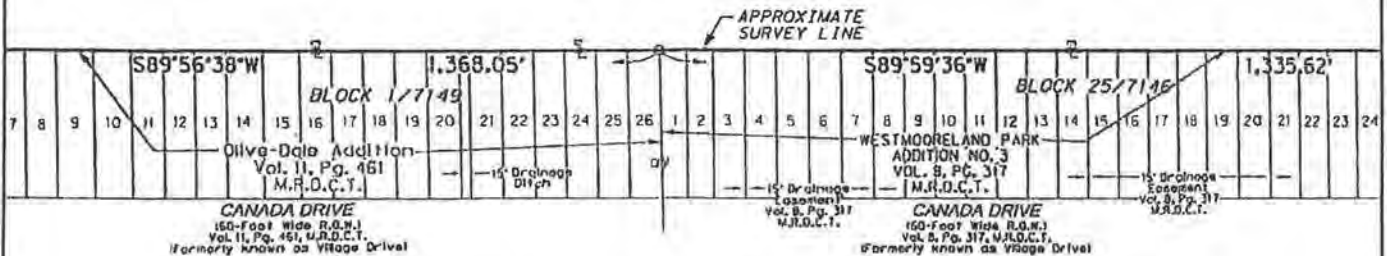 APPROXIMATE
SURVEY LINE
S89°56'38"W 1,368.05' S89°59'36"W 1,335.62'
BLOCK 1/7149 BLOCK 25/7146
7 8 9 10 11 12 13 14 15 16 17 18 19 20 21 22 23 24 25 26 1 2 3 4 5 6 7 8 9 10 11 12 13 14 15 16 17 18 19 20 21 22 23 24
Olive-Dale Addition
Vol. 11, Pg. 461
M.R.D.C.T.
15' Drainage
Ditch
WESTMOORELAND PARK
ADDITION NO. 3
VOL. 9, PG. 317
M.R.D.C.T.
15' Drainage
Easement
Vol. 8, Pg. 317
M.R.D.C.T.
15' Drainage
Easement
Vol. 8, Pg. 317
M.R.D.C.T.
CANADA DRIVE
(60-Foot Wide R.O.W.)
Vol. 11, Pg. 461, M.R.D.C.T.
(Formerly known as Village Drive)
CANADA DRIVE
(60-Foot Wide R.O.W.)
Vol. 8, Pg. 317, M.R.D.C.T.
(Formerly known as Village Drive)